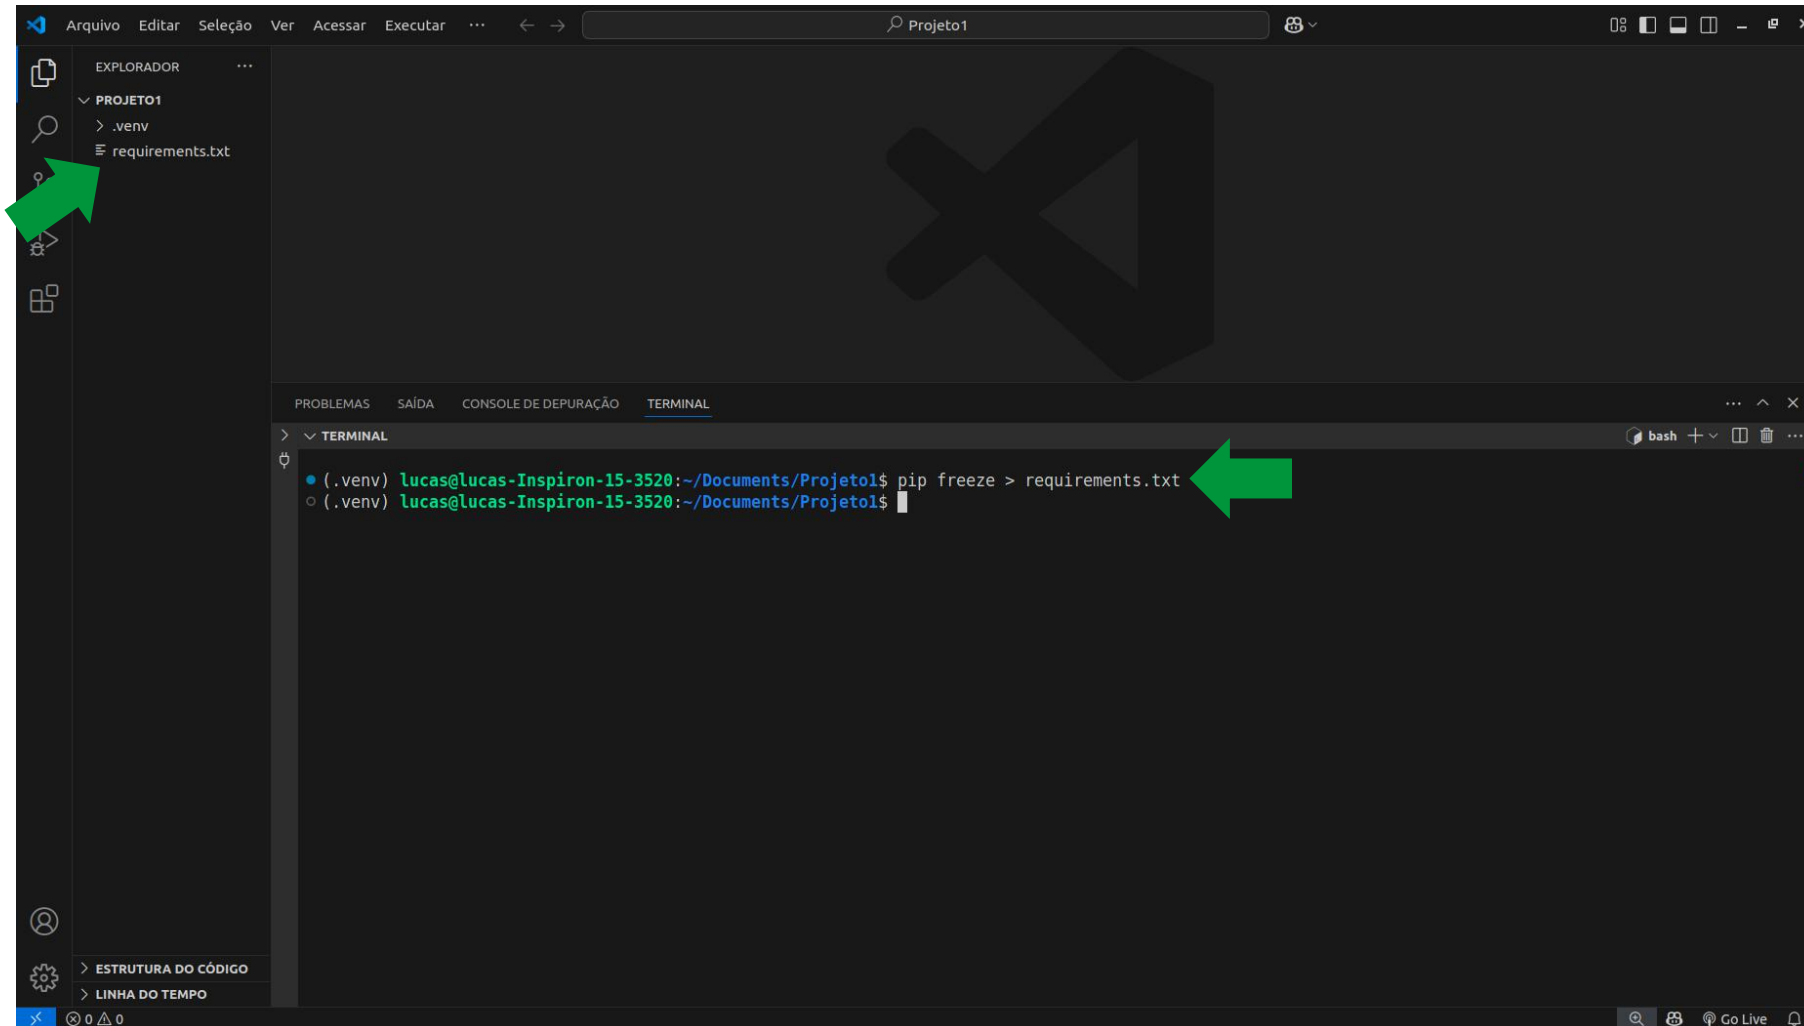 Arquivo Editar Seleção Ver Acessar Executar ··· Projeto1
EXPLORADOR ···
PROJETO1
.venv
requirements.txt
PROBLEMAS SAÍDA CONSOLE DE DEPURAÇÃO TERMINAL ···
TERMINAL bash ···
(.venv) lucas@lucas-Inspiron-15-3520:~/Documents/Projeto1$ pip freeze > requirements.txt
(.venv) lucas@lucas-Inspiron-15-3520:~/Documents/Projeto1$
ESTRUTURA DO CÓDIGO
LINHA DO TEMPO
0 0 Go Live